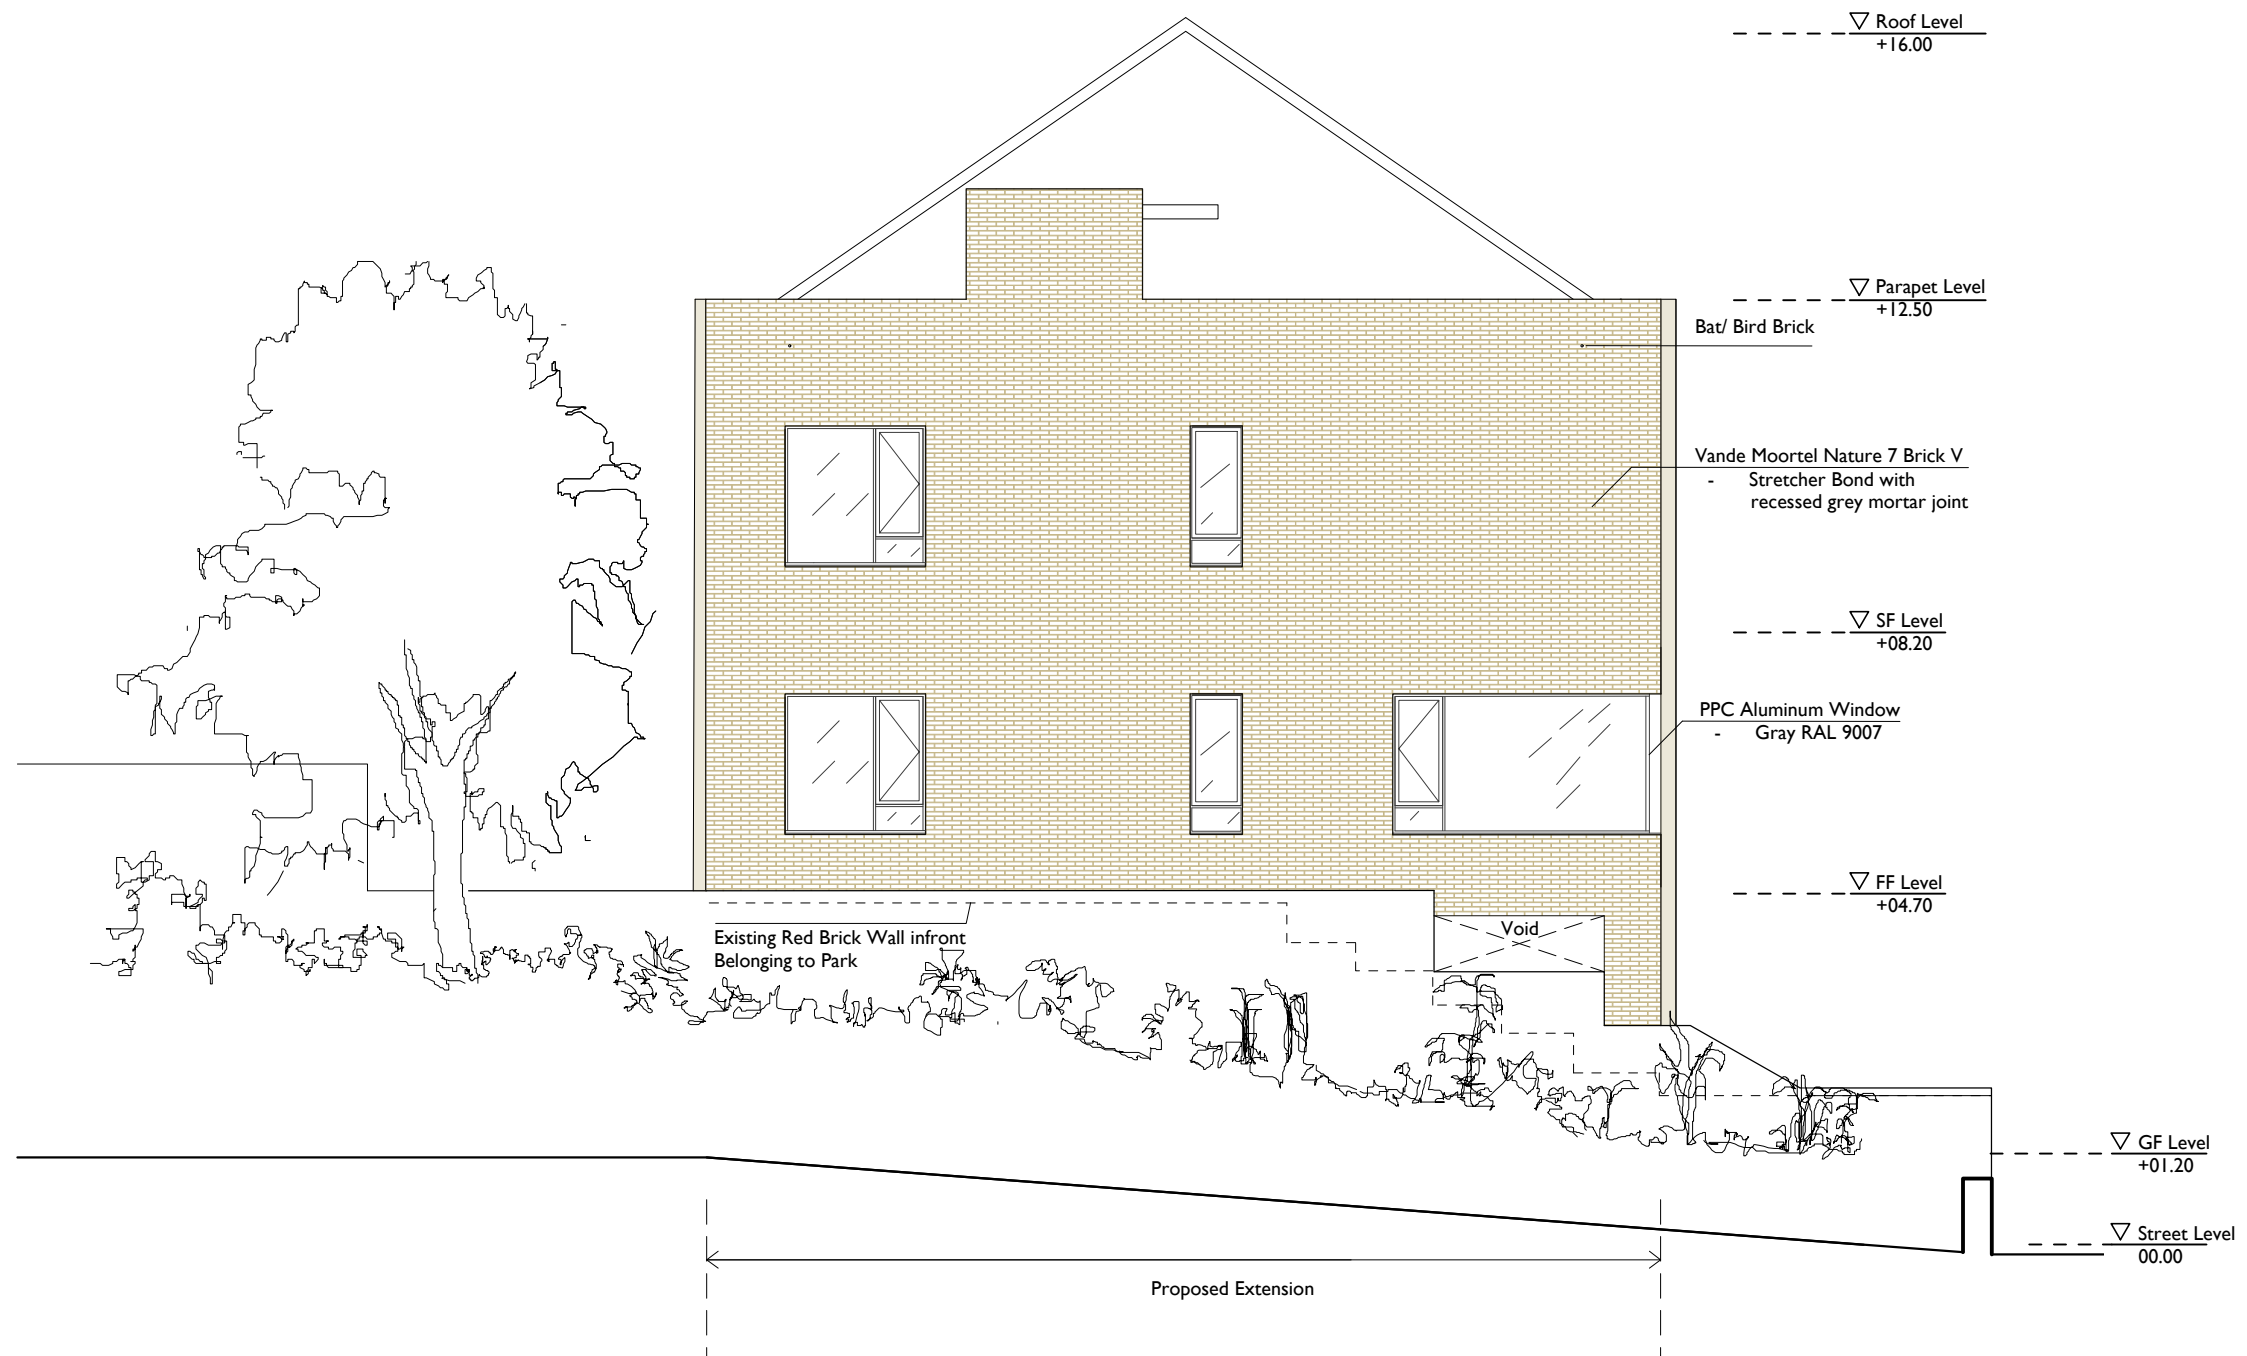 Roof Level
+16.00
Parapet Level
+12.50
Bat/ Bird Brick
Vande Moortel Nature 7 Brick V
- Stretcher Bond with
recessed grey mortar joint
SF Level
+08.20
PPC Aluminum Window
- Gray RAL 9007
FF Level
+04.70
Void
Existing Red Brick Wall infront
Belonging to Park
GF Level
+01.20
Street Level
00.00
Proposed Extension